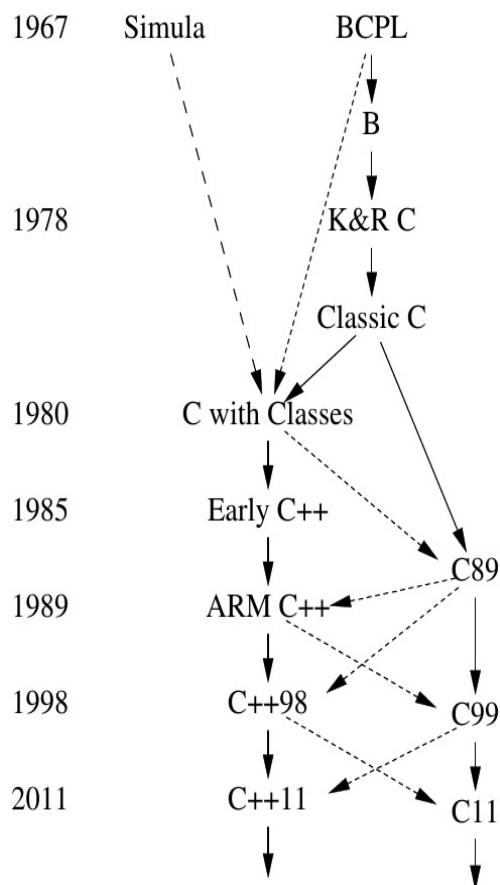 1967 Simula BCPL
B
1978 K&R C
Classic C
1980 C with Classes
1985 Early C++
C89
1989 ARM C++
1998 C++98 C99
2011 C++11 C11